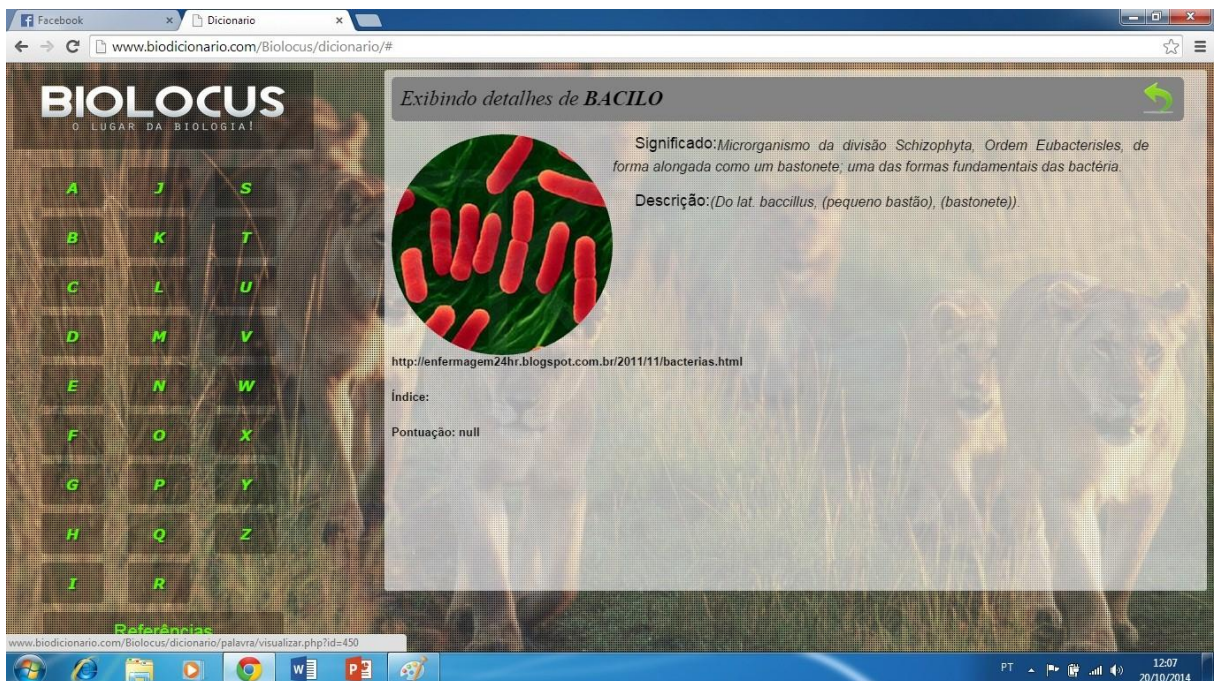 Facebook
Dicionario
www.biodicionario.com/Biolocus/dicionario/#
BIOLOCUS
O LUGAR DA BIOLOGIA!
A J S
B K T
C L U
D M V
E N W
F O X
G P Y
H Q Z
I R
Referências
Exibindo detalhes de BACILO
Significado:Microrganismo da divisão Schizophyta, Ordem Eubacterisles, de
forma alongada como um bastonete; uma das formas fundamentais das bactéria.
Descrição:(Do lat. baccillus, (pequeno bastão), (bastonete)).
http://enfermagem24hr.blogspot.com.br/2011/11/bacterias.html
Índice:
Pontuação: null
www.biodicionario.com/Biolocus/dicionario/palavra/visualizar.php?id=450
PT
12:07
20/10/2014